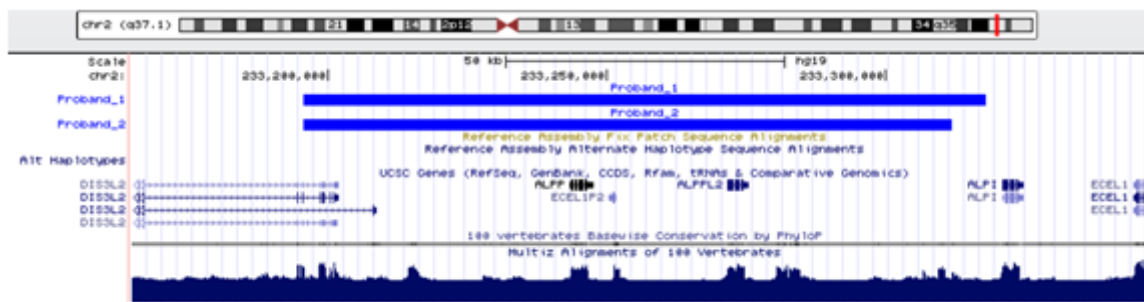 chr2 (q37.1) 21 14 2p12 13 34 q35
Scale 50 kb hg19
chr2: 233,200,000 233,250,000 233,300,000
Proband_1
Proband_1
Proband_2
Proband_2
Reference Assembly Fix Patch Sequence Alignments
Reference Assembly Alternate Haplotype Sequence Alignments
Alt Haplotypes
UCSC Genes (RefSeq, GenBank, CCDS, Rfam, tRNAs & Comparative Genomics)
DIS3L2 ALPP ALPPL2 ALPI ECEL1
DIS3L2 ECEL1P2 ALPI ECEL1
DIS3L2 ECEL1
DIS3L2
100 vertebrates Basewise Conservation by PhyloP
Multiz Alignments of 100 Vertebrates